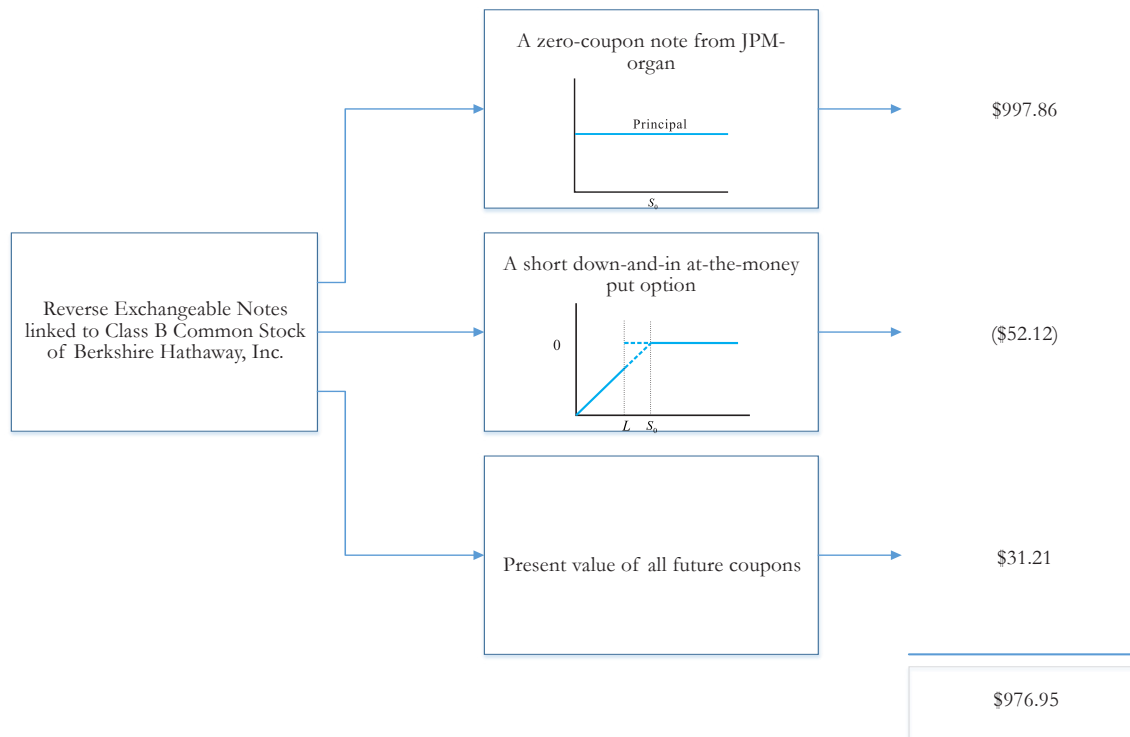 A zero-coupon note from JPM-
organ
Principal
S₀
$997.86
Reverse Exchangeable Notes
linked to Class B Common Stock
of Berkshire Hathaway, Inc.
A short down-and-in at-the-money
put option
0
L S₀
($52.12)
Present value of all future coupons
$31.21
$976.95